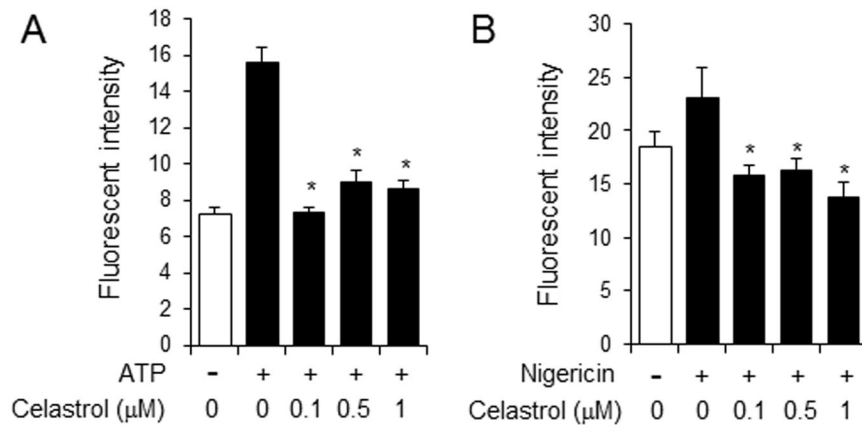 A
Fluorescent intensity
18
16
14
12
10
8
6
4
2
0
* * *
ATP - + + + +
Celastrol (μM) 0 0 0.1 0.5 1
B
Fluorescent intensity
30
25
20
15
10
5
0
* * *
Nigericin - + + + +
Celastrol (μM) 0 0 0.1 0.5 1